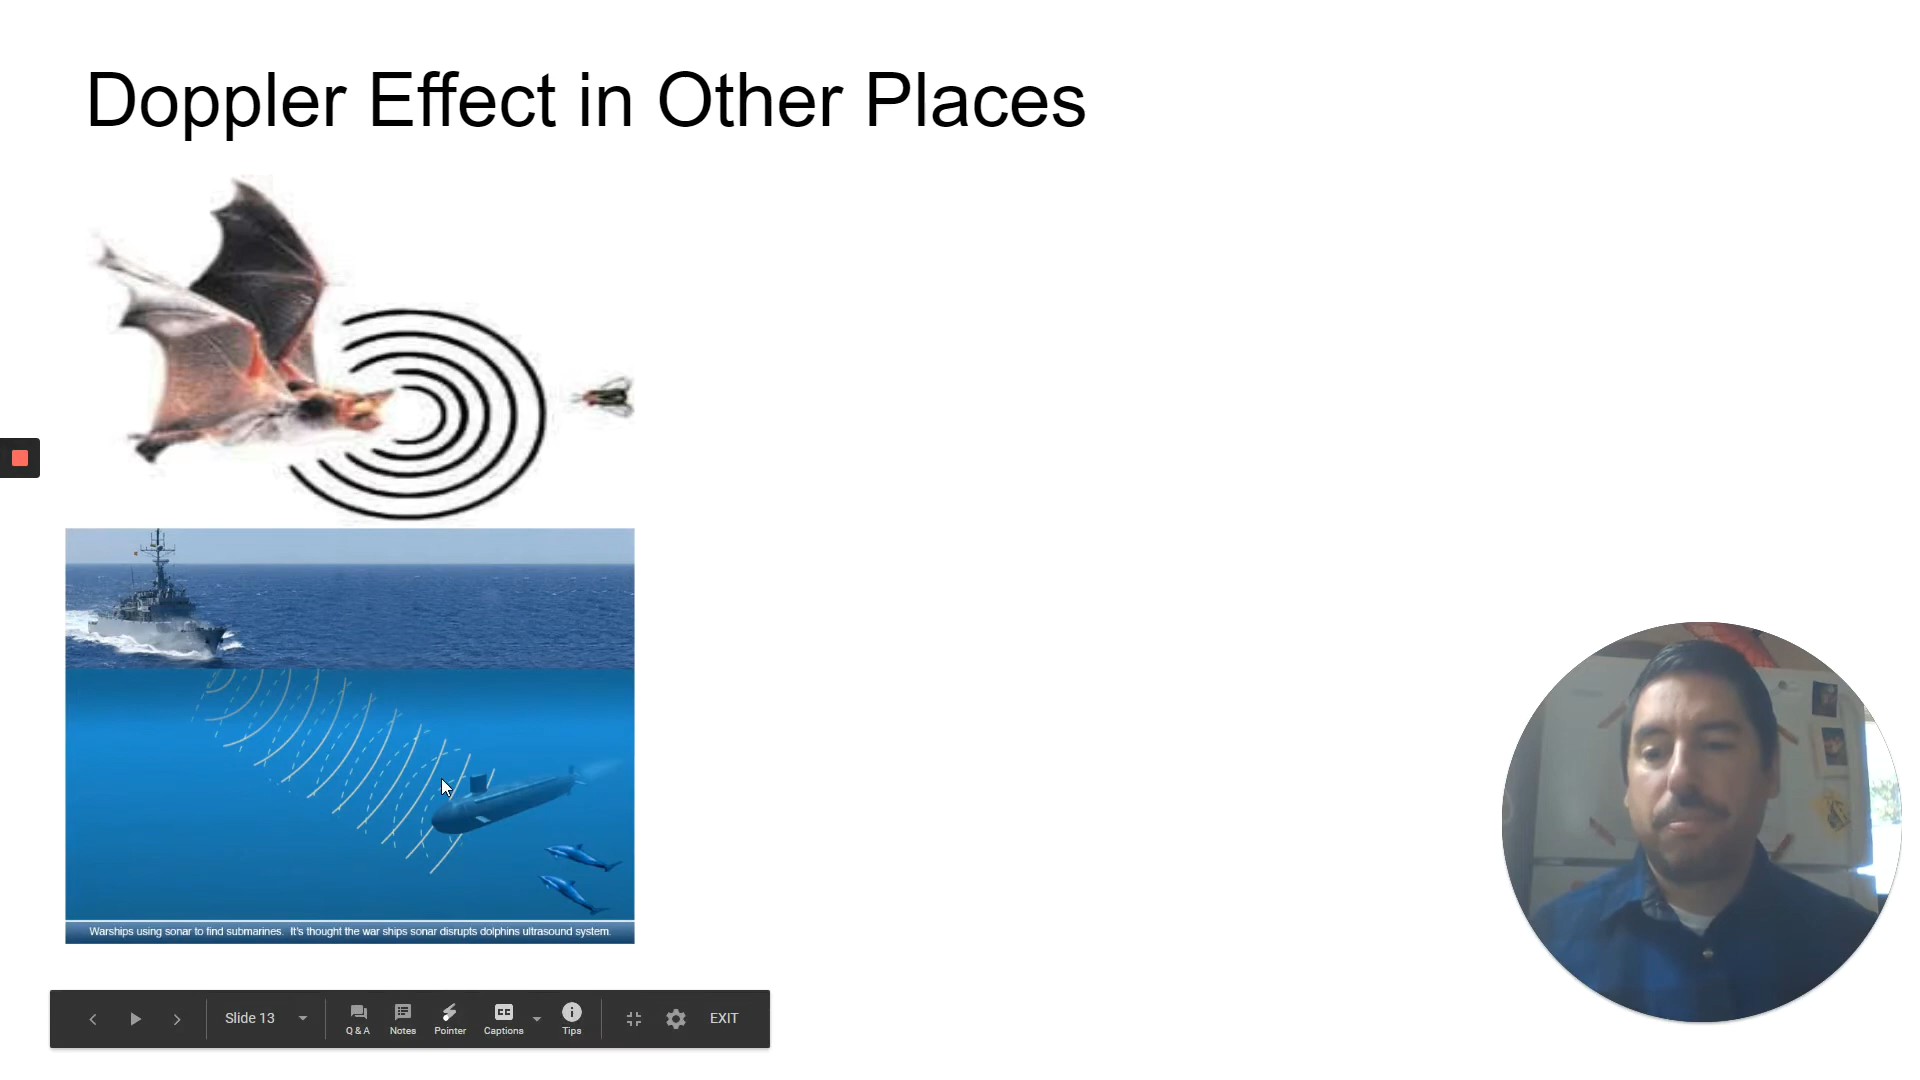 Doppler Effect in Other Places
Warships using sonar to find submarines. It's thought the war ships sonar disrupts dolphins ultrasound system.
Slide 13
Q & A
Notes
Pointer
CC
Captions
Tips
EXIT